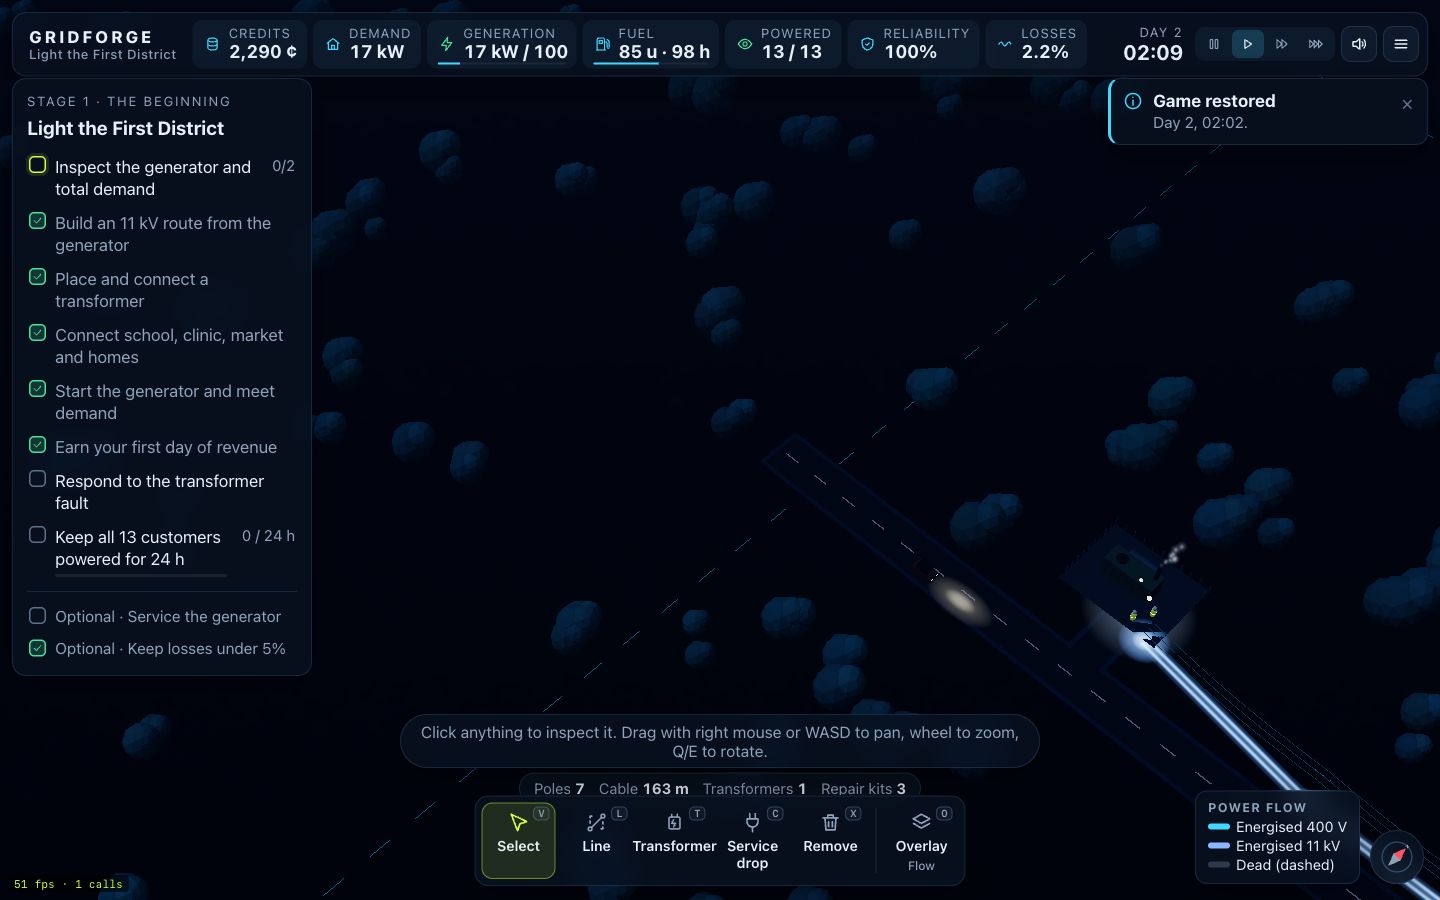 GRIDFORGE
Light the First District
CREDITS
2,290 ¢
DEMAND
17 kW
GENERATION
17 kW / 100
FUEL
85 u · 98 h
POWERED
13 / 13
RELIABILITY
100%
LOSSES
2.2%
DAY 2
02:09
STAGE 1 · THE BEGINNING
Light the First District
Inspect the generator and 0/2
total demand
Build an 11 kV route from the
generator
Place and connect a
transformer
Connect school, clinic, market
and homes
Start the generator and meet
demand
Earn your first day of revenue
Respond to the transformer
fault
Keep all 13 customers 0 / 24 h
powered for 24 h
Optional · Service the generator
Optional · Keep losses under 5%
Game restored
Day 2, 02:02.
Click anything to inspect it. Drag with right mouse or WASD to pan, wheel to zoom,
Q/E to rotate.
Poles 7 Cable 163 m Transformers 1 Repair kits 3
V
Select
L
Line
T
Transformer
C
Service
drop
X
Remove
O
Overlay
Flow
POWER FLOW
Energised 400 V
Energised 11 kV
Dead (dashed)
51 fps · 1 calls